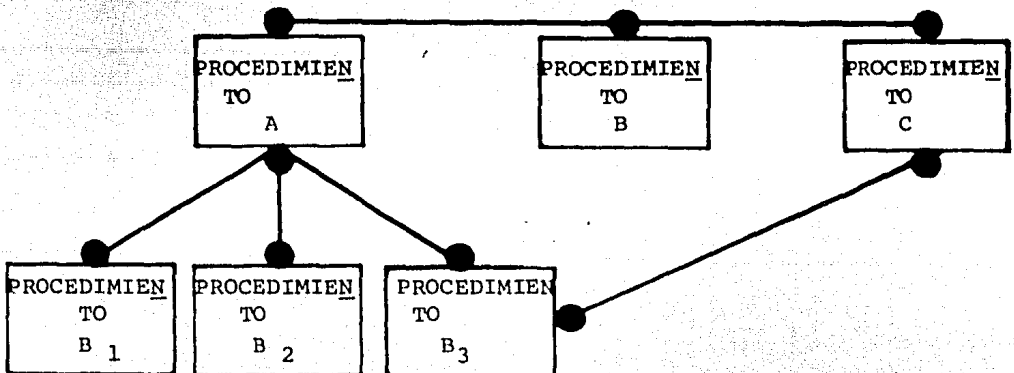 PROCEDIMIEN
TO
A
PROCEDIMIEN
TO
B
PROCEDIMIEN
TO
C
PROCEDIMIEN
TO
B 1
PROCEDIMIEN
TO
B 2
PROCEDIMIEN
TO
B3